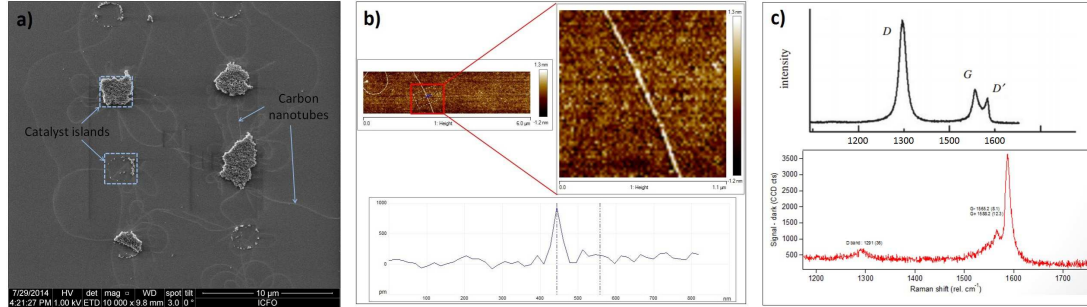 a)
Catalyst islands
Carbon
nanotubes
7/29/2014 HV det mag □ WD spot tilt 10 µm
4:21:27 PM 1.00 kV ETD 10 000 x 9.8 mm 3.0 0 ° ICFO
b)
1.3 nm
-1.2 nm
0.0 1: Height 6.0 µm
1.3 nm
-1.2 nm
0.0 1: Height 1.1 µm
1000
500
0
pm
100 200 300 400 500 600 700 800 nm
c)
intensity
D
G
D'
1200 1300 1400 1500 1600
Signal - dark (CCD cts)
3500
3000
2500
2000
1500
1000
500
D band : 1291 (36)
1200 1300 1400 1500 1600 1700
Raman shift (rel. cm⁻¹)